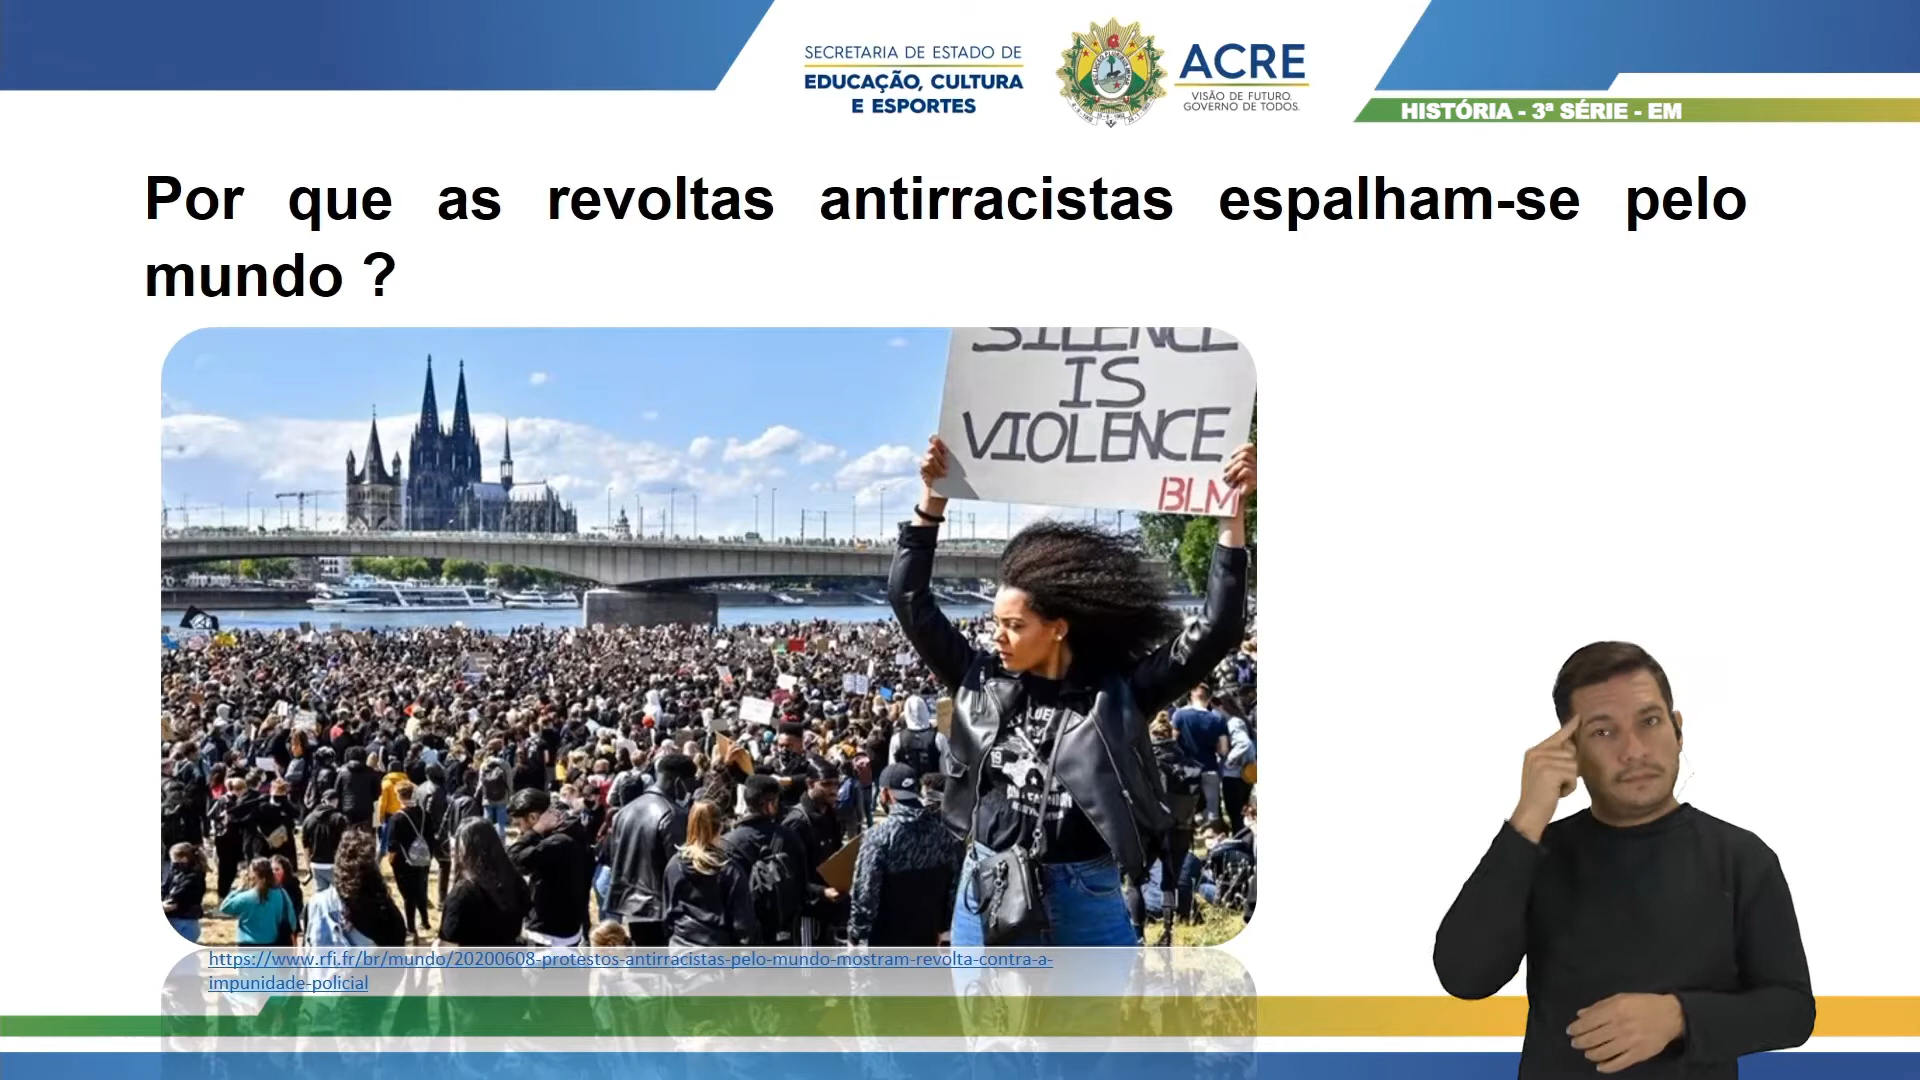 SECRETARIA DE ESTADO DE
EDUCAÇÃO, CULTURA
E ESPORTES
ACRE
VISÃO DE FUTURO.
GOVERNO DE TODOS.
HISTÓRIA - 3ª SÉRIE - EM
Por que as revoltas antirracistas espalham-se pelo
mundo ?
SILENCE
IS
VIOLENCE
BLM
https://www.rfi.fr/br/mundo/20200608-protestos-antirracistas-pelo-mundo-mostram-revolta-contra-a-
impunidade-policial